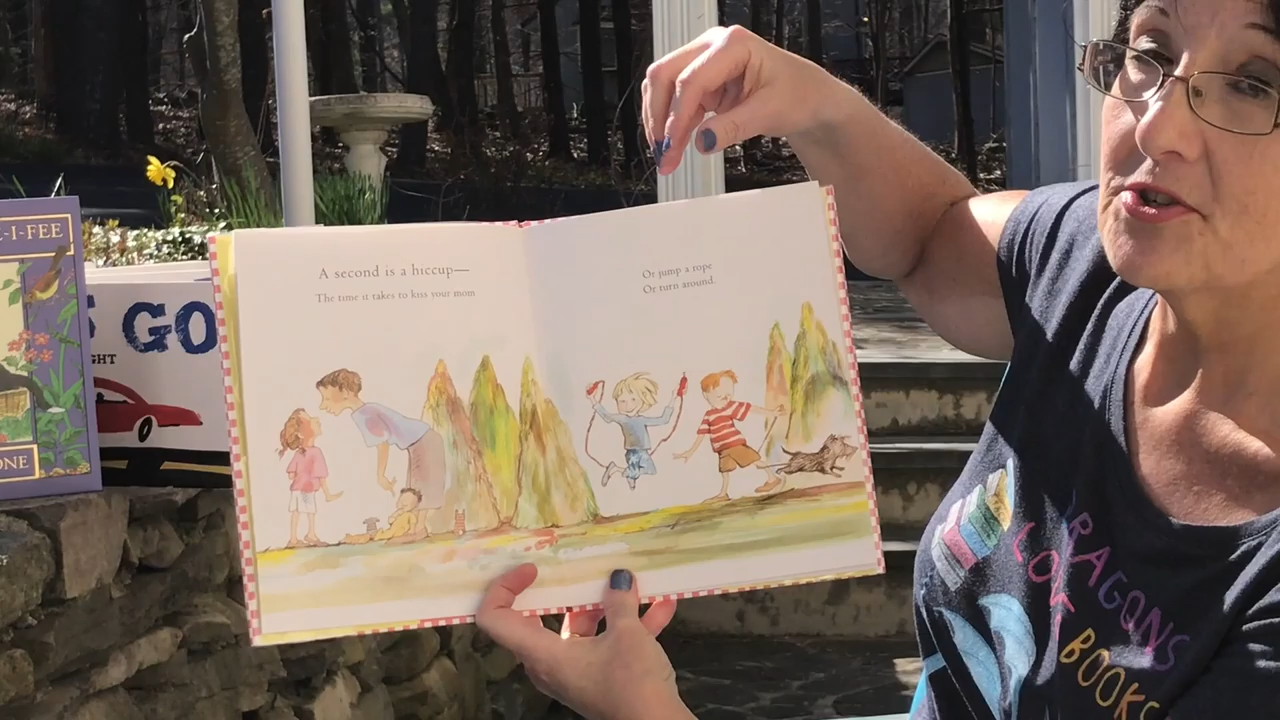 -I-FEE
ONE
GO
GHT
A second is a hiccup—
The time it takes to kiss your mom
Or jump a rope
Or turn around.
DRAGONS
LOVE
BOOKS